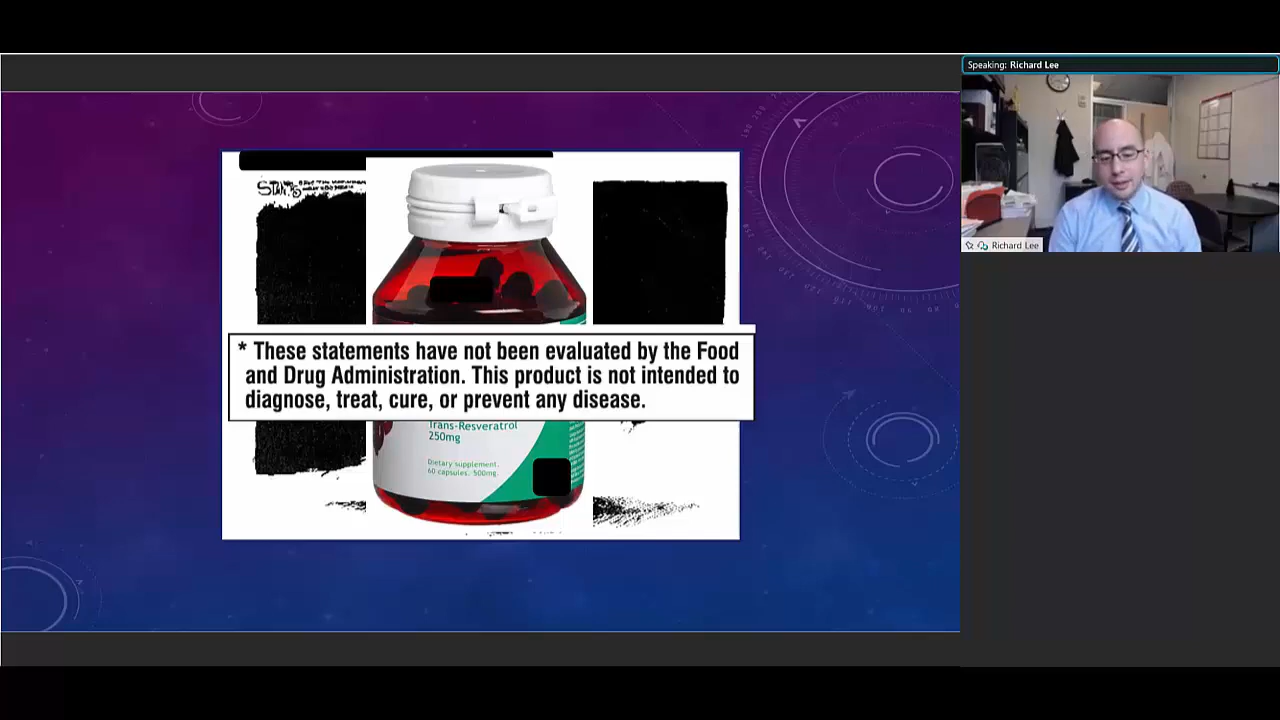 Speaking: Richard Lee
* These statements have not been evaluated by the Food
and Drug Administration. This product is not intended to
diagnose, treat, cure, or prevent any disease.
Trans-Resveratrol
250mg
Dietary supplement.
60 capsules. 500mg.
Richard Lee